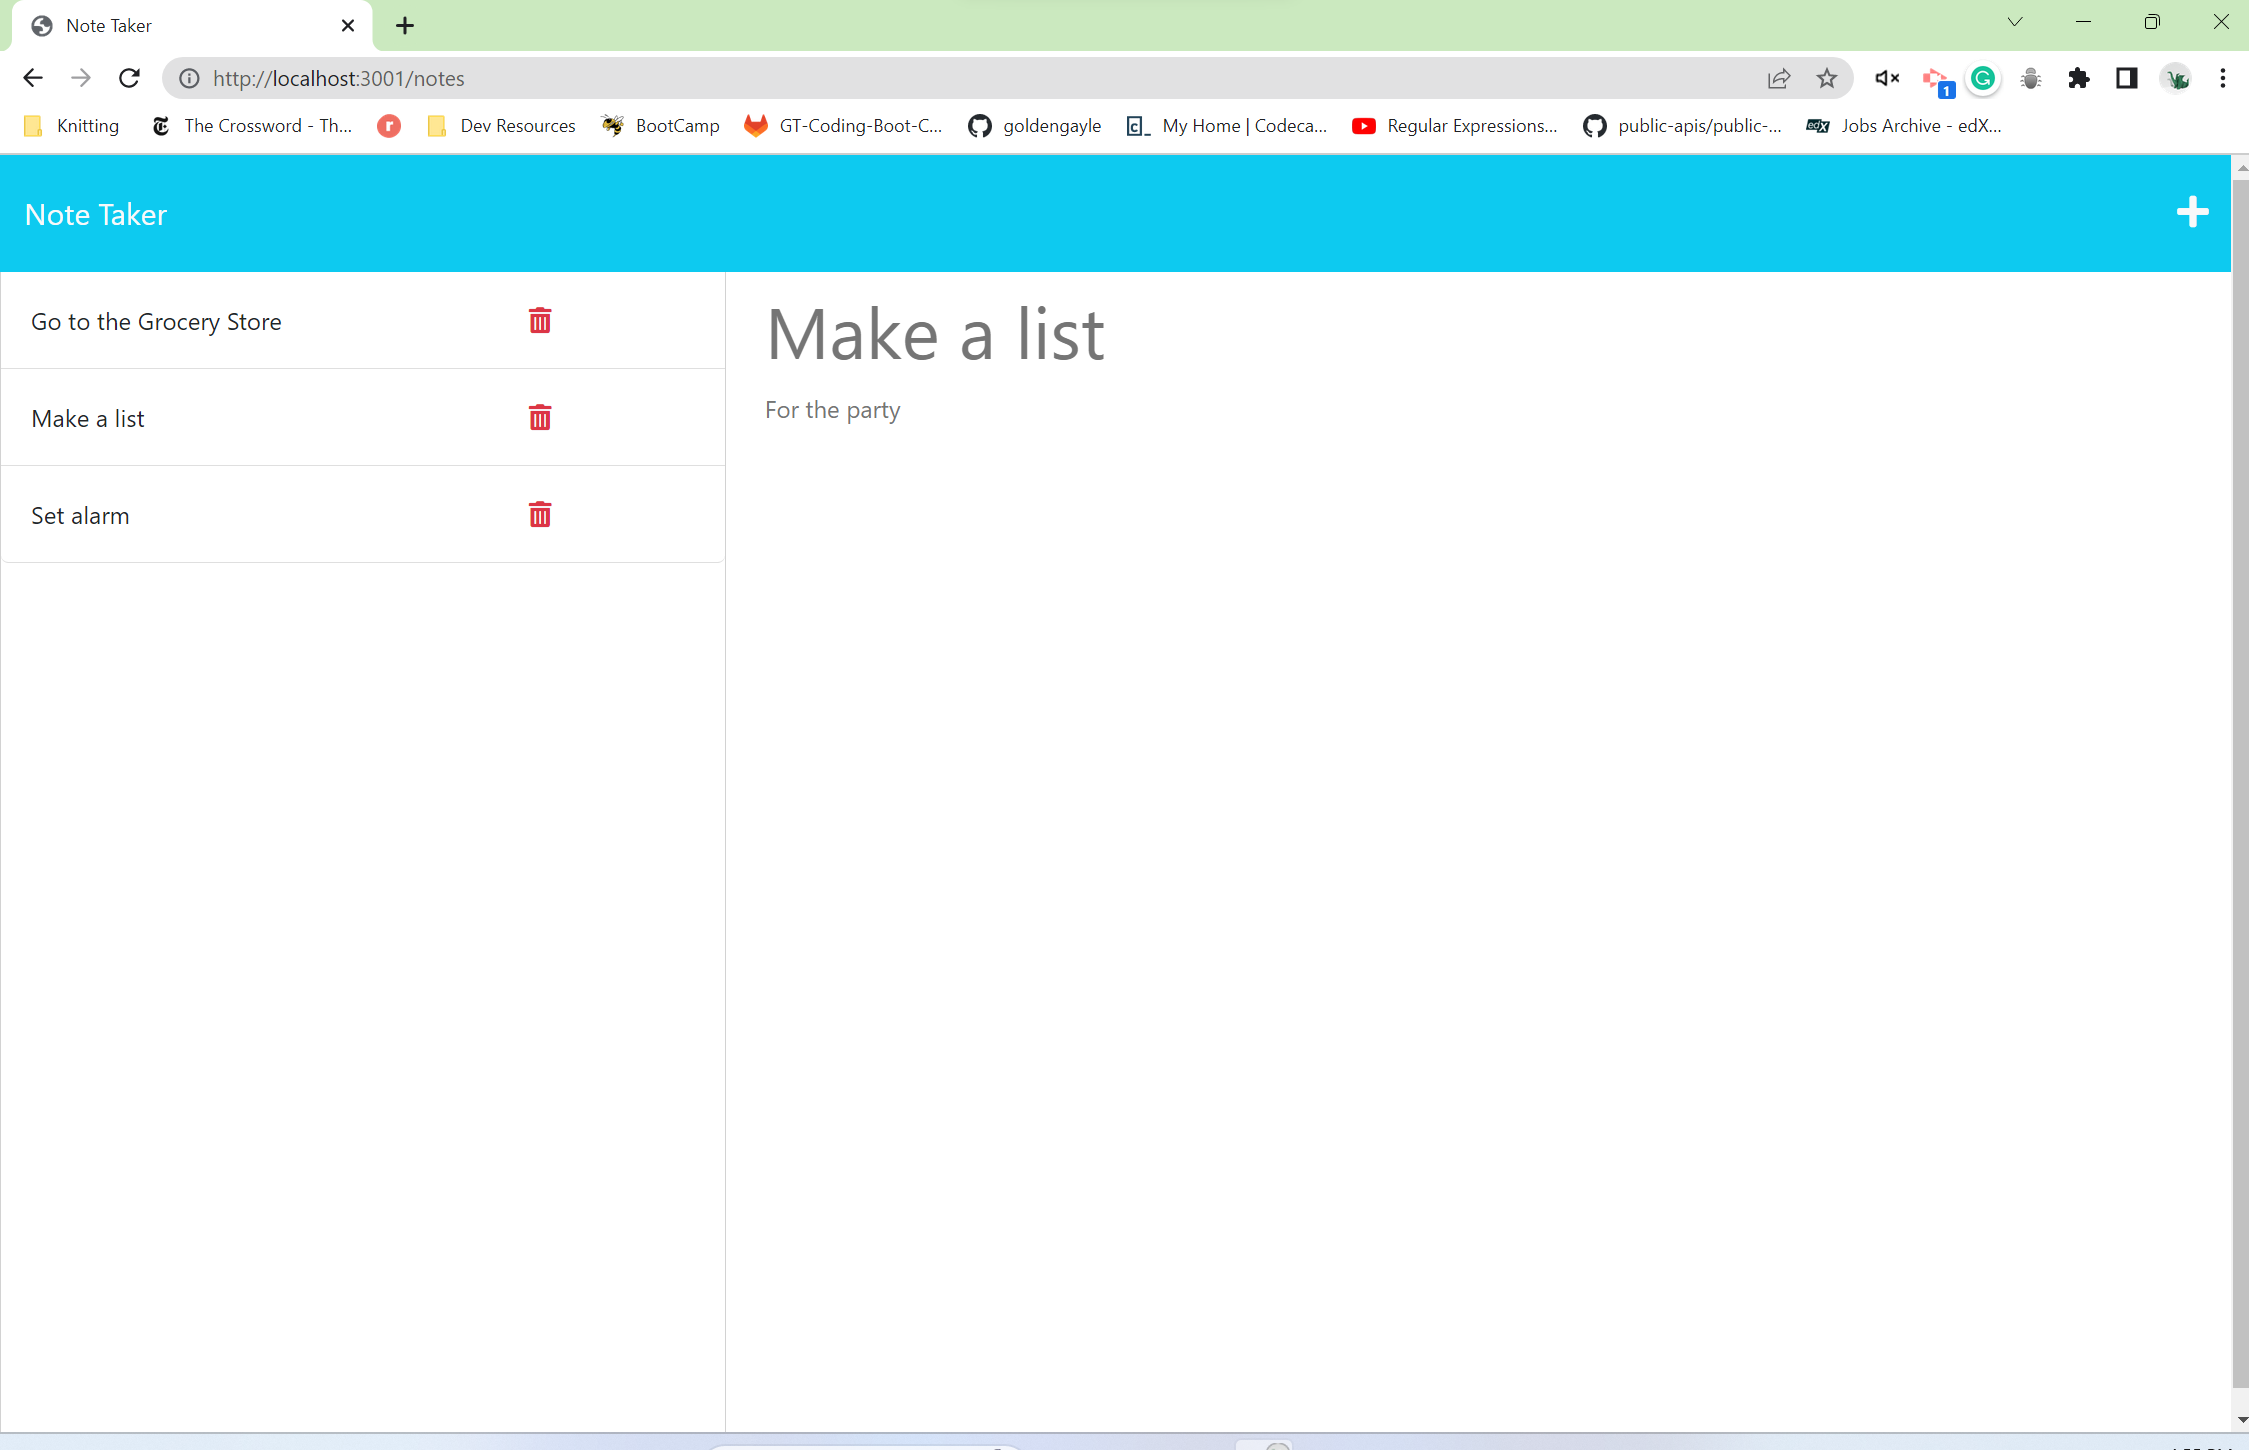 Note Taker
http://localhost:3001/notes
1
Knitting
The Crossword - Th...
r
Dev Resources
BootCamp
GT-Coding-Boot-C...
goldengayle
My Home | Codeca...
Regular Expressions...
public-apis/public-...
edX
Jobs Archive - edX...
Note Taker
Go to the Grocery Store
Make a list
Set alarm
Make a list
For the party